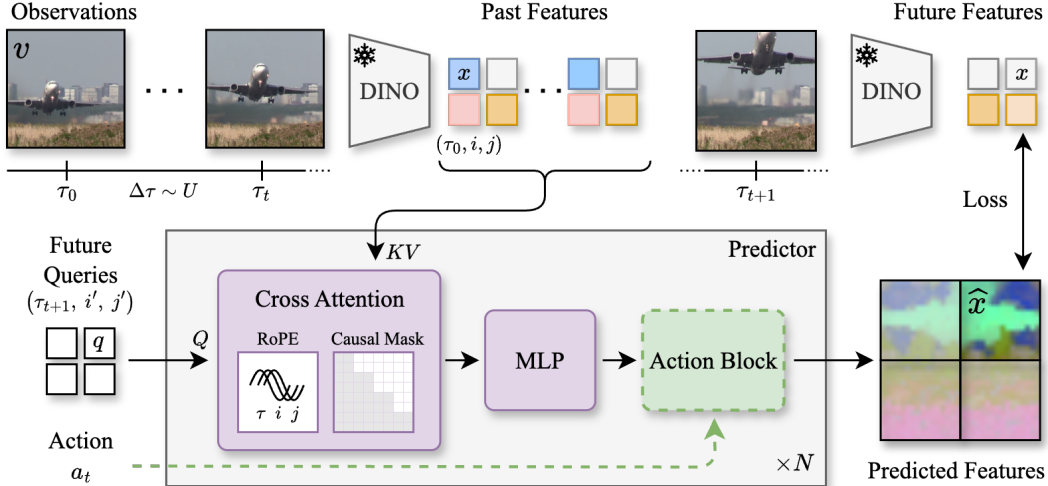 Observations
Past Features
Future Features
v
DINO
x
DINO
x
(τ₀, i, j)
τ₀
Δτ ∼ U
τₜ
τₜ₊₁
Loss
Future
Queries
(τₜ₊₁, i′, j′)
q
Q
KV
Predictor
Cross Attention
RoPE
Causal Mask
τ i j
MLP
Action Block
x̂
Action
aₜ
×N
Predicted Features